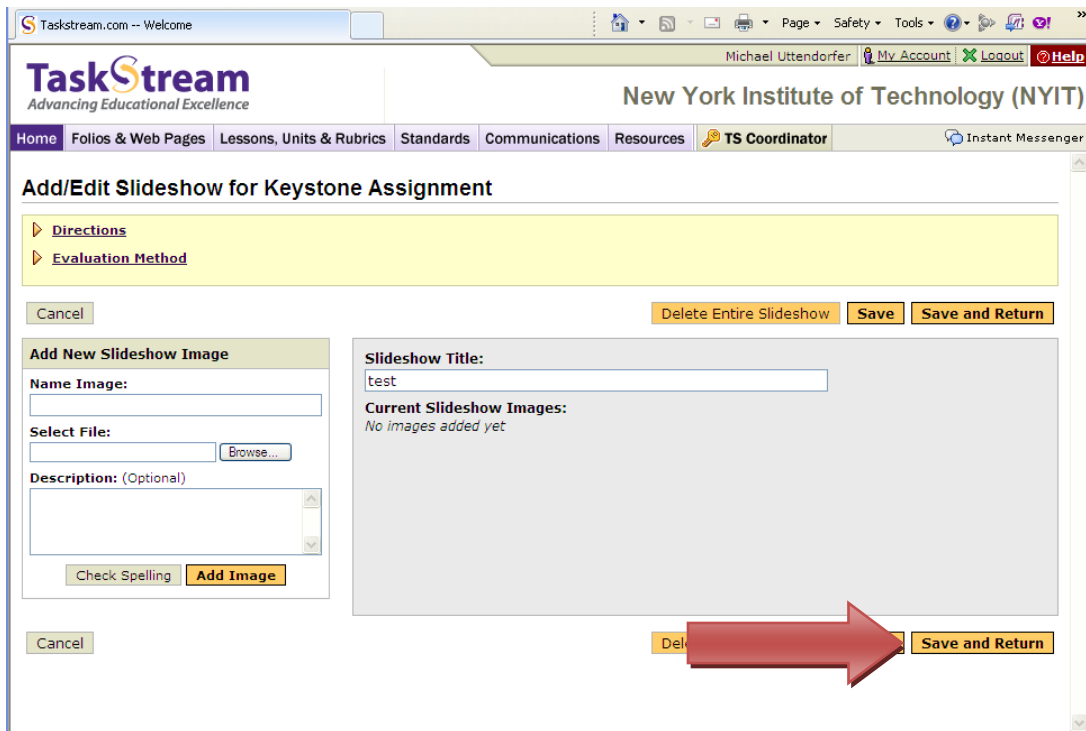 Taskstream.com -- Welcome
Page Safety Tools »
Michael Uttendorfer My Account Logout Help
TaskStream
Advancing Educational Excellence
New York Institute of Technology (NYIT)
Home Folios & Web Pages Lessons, Units & Rubrics Standards Communications Resources TS Coordinator Instant Messenger
Add/Edit Slideshow for Keystone Assignment
Directions
Evaluation Method
Cancel Delete Entire Slideshow Save Save and Return
Add New Slideshow Image
Name Image:
Select File:
Browse...
Description: (Optional)
Check Spelling Add Image
Slideshow Title:
test
Current Slideshow Images:
No images added yet
Cancel Save and Return